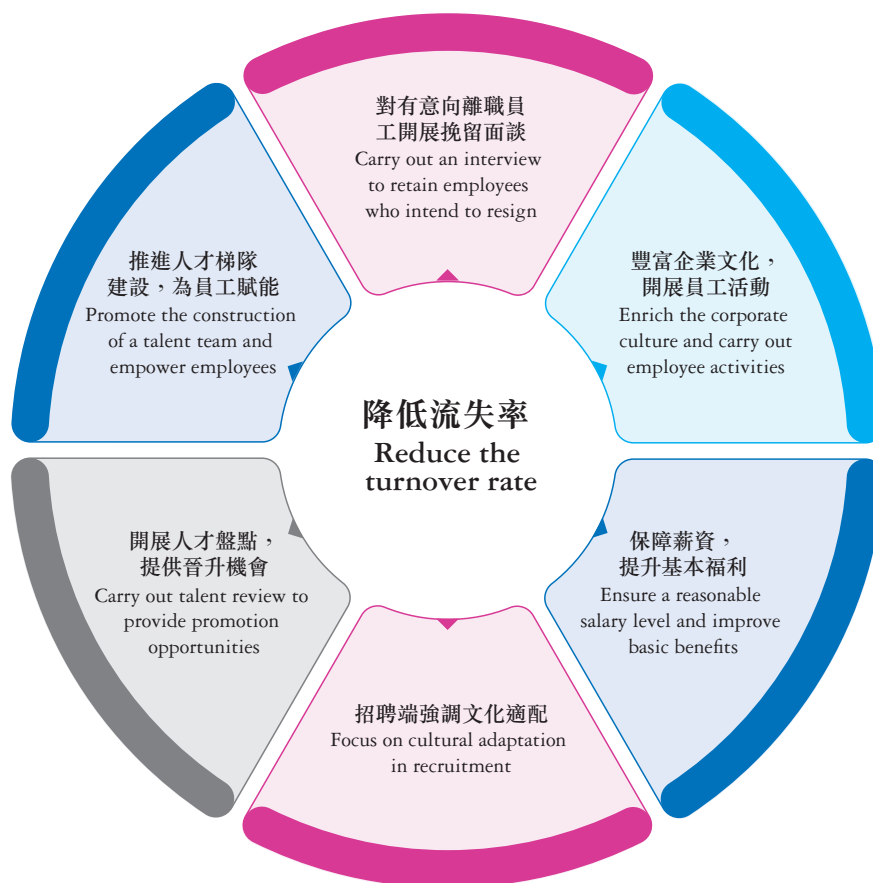 對有意向離職員
工開展挽留面談
Carry out an interview
to retain employees
who intend to resign
豐富企業文化，
開展員工活動
Enrich the corporate
culture and carry out
employee activities
保障薪資，
提升基本福利
Ensure a reasonable
salary level and improve
basic benefits
招聘端強調文化適配
Focus on cultural adaptation
in recruitment
開展人才盤點，
提供晉升機會
Carry out talent review to
provide promotion
opportunities
推進人才梯隊
建設，為員工賦能
Promote the construction
of a talent team and
empower employees
降低流失率
Reduce the
turnover rate